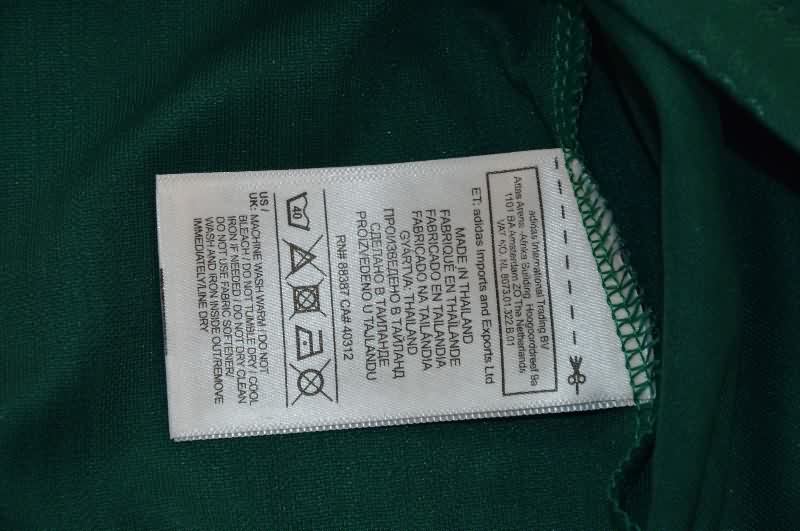 adidas International Trading BV
Atlas Arena -Afrika Building, Hoogoorddreef 9a
1101 BA Amsterdam ZO The Netherlands
VAT NO. NL 8073.01.322.B.01
ET: adidas Imports and Exports Ltd
MADE IN THAILAND
FABRIQUÉ EN THAÏLANDE
FABRICADO EN TAILANDIA
FABRICADO NA TAILÂNDIA
GYÁRTVA: THAILAND
ПРОИЗВЕДЕНО В ТАЙЛАНД
СДЕЛАНО В ТАИЛАНДЕ
PROIZVEDENO U TAJLANDU
RN# 88387 CA# 40312
40
US /
UK: MACHINE WASH WARM / DO NOT
BLEACH / DO NOT TUMBLE DRY / COOL
IRON IF NEEDED / DO NOT DRY CLEAN
DO NOT USE FABRIC SOFTENER/
WASH AND IRON INSIDE OUT/REMOVE
IMMEDIATELY/LINE DRY